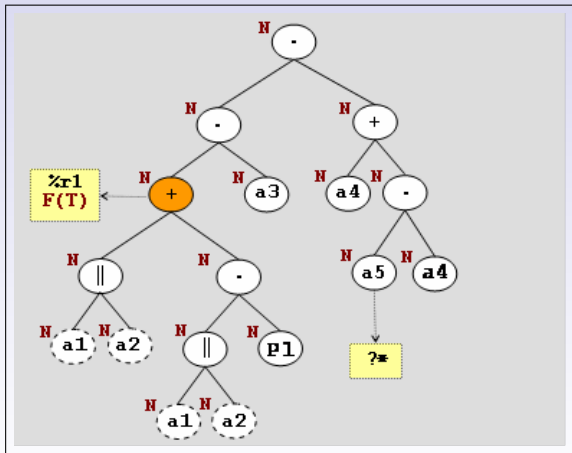 N -
N - N +
%r1
F(T)
N + N a3 N a4 N -
N || N - N a5 N a4
N a1 N a2 N || N p1
?*
N a1 N a2